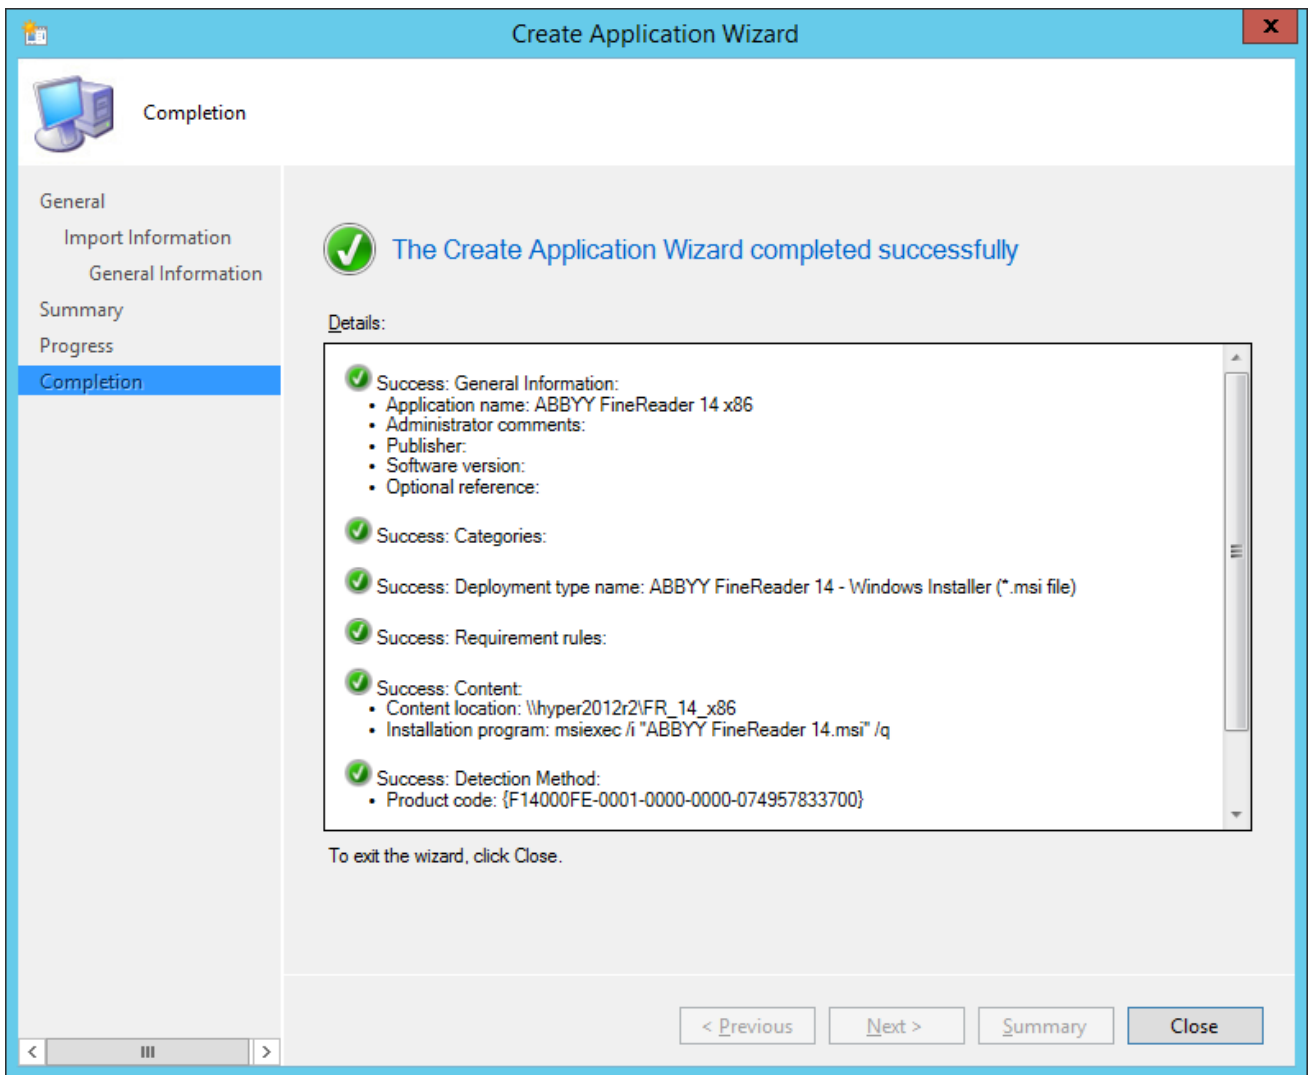 Create Application Wizard
x
Completion
General
Import Information
General Information
Summary
Progress
Completion
The Create Application Wizard completed successfully
Details:
Success: General Information:
• Application name: ABBYY FineReader 14 x86
• Administrator comments:
• Publisher:
• Software version:
• Optional reference:
Success: Categories:
Success: Deployment type name: ABBYY FineReader 14 - Windows Installer (*.msi file)
Success: Requirement rules:
Success: Content:
• Content location: \\hyper2012r2\FR_14_x86
• Installation program: msiexec /i "ABBYY FineReader 14.msi" /q
Success: Detection Method:
• Product code: {F14000FE-0001-0000-0000-074957833700}
To exit the wizard, click Close.
< Previous
Next >
Summary
Close